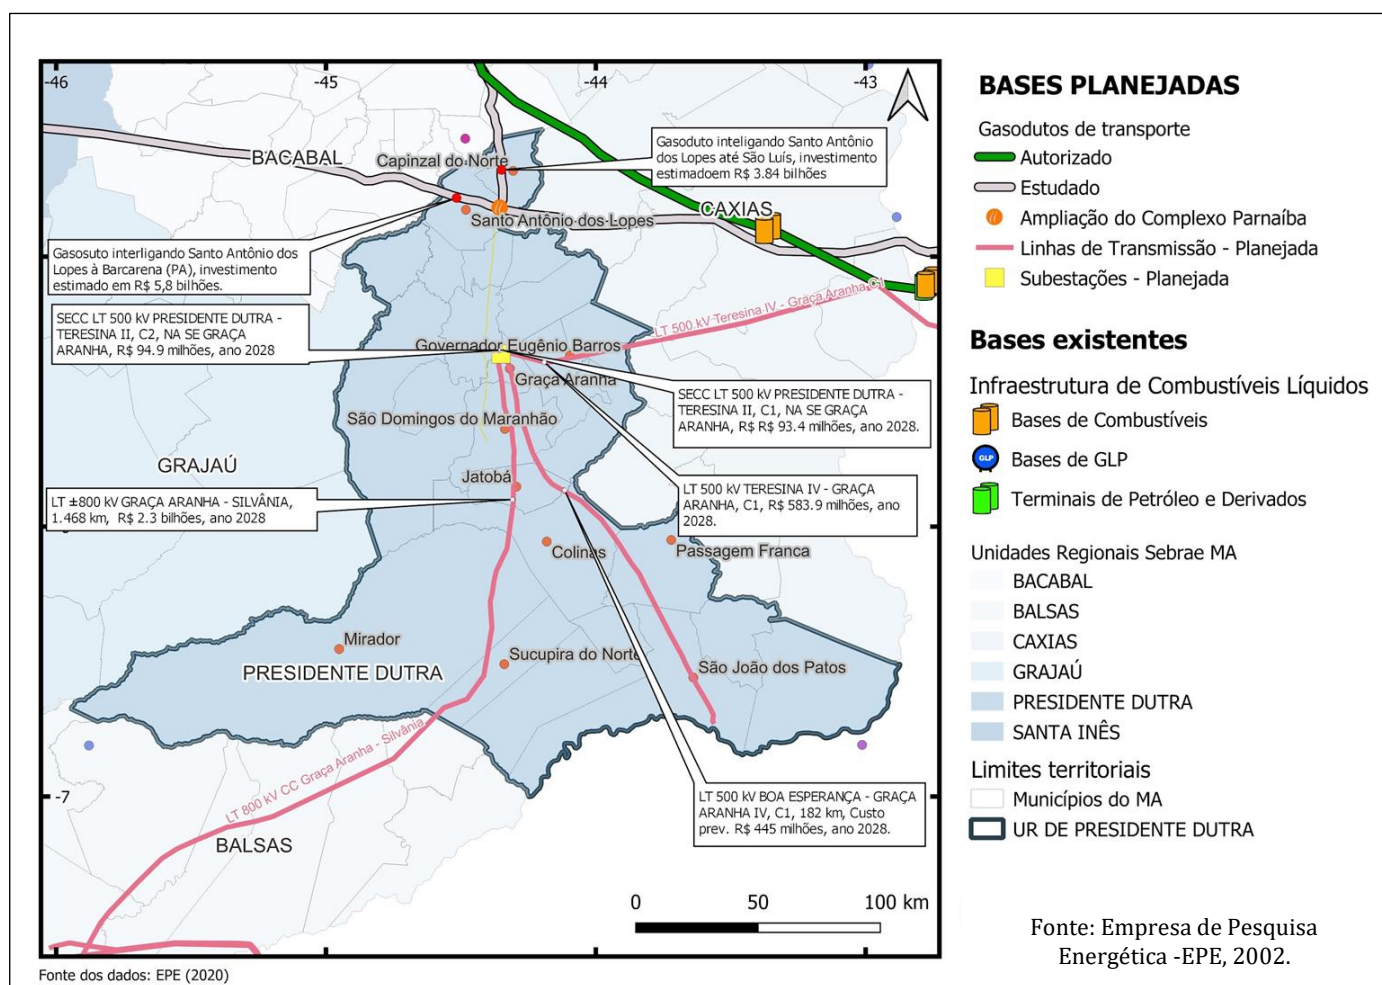 -46
-45
-44
-43
BACABAL
Capinzal do Norte
Gasoduto inteligando Santo Antônio
dos Lopes até São Luís, investimento
estimadoem R$ 3.84 bilhões
CAXIAS
Santo Antônio dos Lopes
Gasosuto interligando Santo Antônio dos
Lopes à Barcarena (PA), investimento
estimado em R$ 5,8 bilhões.
SECC LT 500 kV PRESIDENTE DUTRA -
TERESINA II, C2, NA SE GRAÇA
ARANHA, R$ 94.9 milhões, ano 2028
LT 500 kV Teresina IV - Graça Aranha C1
Governador Eugênio Barros
Graça Aranha
SECC LT 500 kV PRESIDENTE DUTRA -
TERESINA II, C1, NA SE GRAÇA
ARANHA, R$ R$ 93.4 milhões, ano 2028.
São Domingos do Maranhão
GRAJAÚ
Jatobá
LT ±800 kV GRAÇA ARANHA - SILVÂNIA,
1.468 km, R$ 2.3 bilhões, ano 2028
LT 500 kV TERESINA IV - GRAÇA
ARANHA, C1, R$ 583.9 milhões, ano
2028.
Colinas
Passagem Franca
Mirador
Sucupira do Norte
São João dos Patos
PRESIDENTE DUTRA
LT 800 kV CC Graça Aranha - Silvânia
-7
BALSAS
LT 500 kV BOA ESPERANÇA - GRAÇA
ARANHA IV, C1, 182 km, Custo
prev. R$ 445 milhões, ano 2028.
0 50 100 km
Fonte dos dados: EPE (2020)
BASES PLANEJADAS
Gasodutos de transporte
Autorizado
Estudado
Ampliação do Complexo Parnaíba
Linhas de Transmissão - Planejada
Subestações - Planejada
Bases existentes
Infraestrutura de Combustíveis Líquidos
Bases de Combustíveis
GLP
Bases de GLP
Terminais de Petróleo e Derivados
Unidades Regionais Sebrae MA
BACABAL
BALSAS
CAXIAS
GRAJAÚ
PRESIDENTE DUTRA
SANTA INÊS
Limites territoriais
Municípios do MA
UR DE PRESIDENTE DUTRA
Fonte: Empresa de Pesquisa
Energética -EPE, 2002.